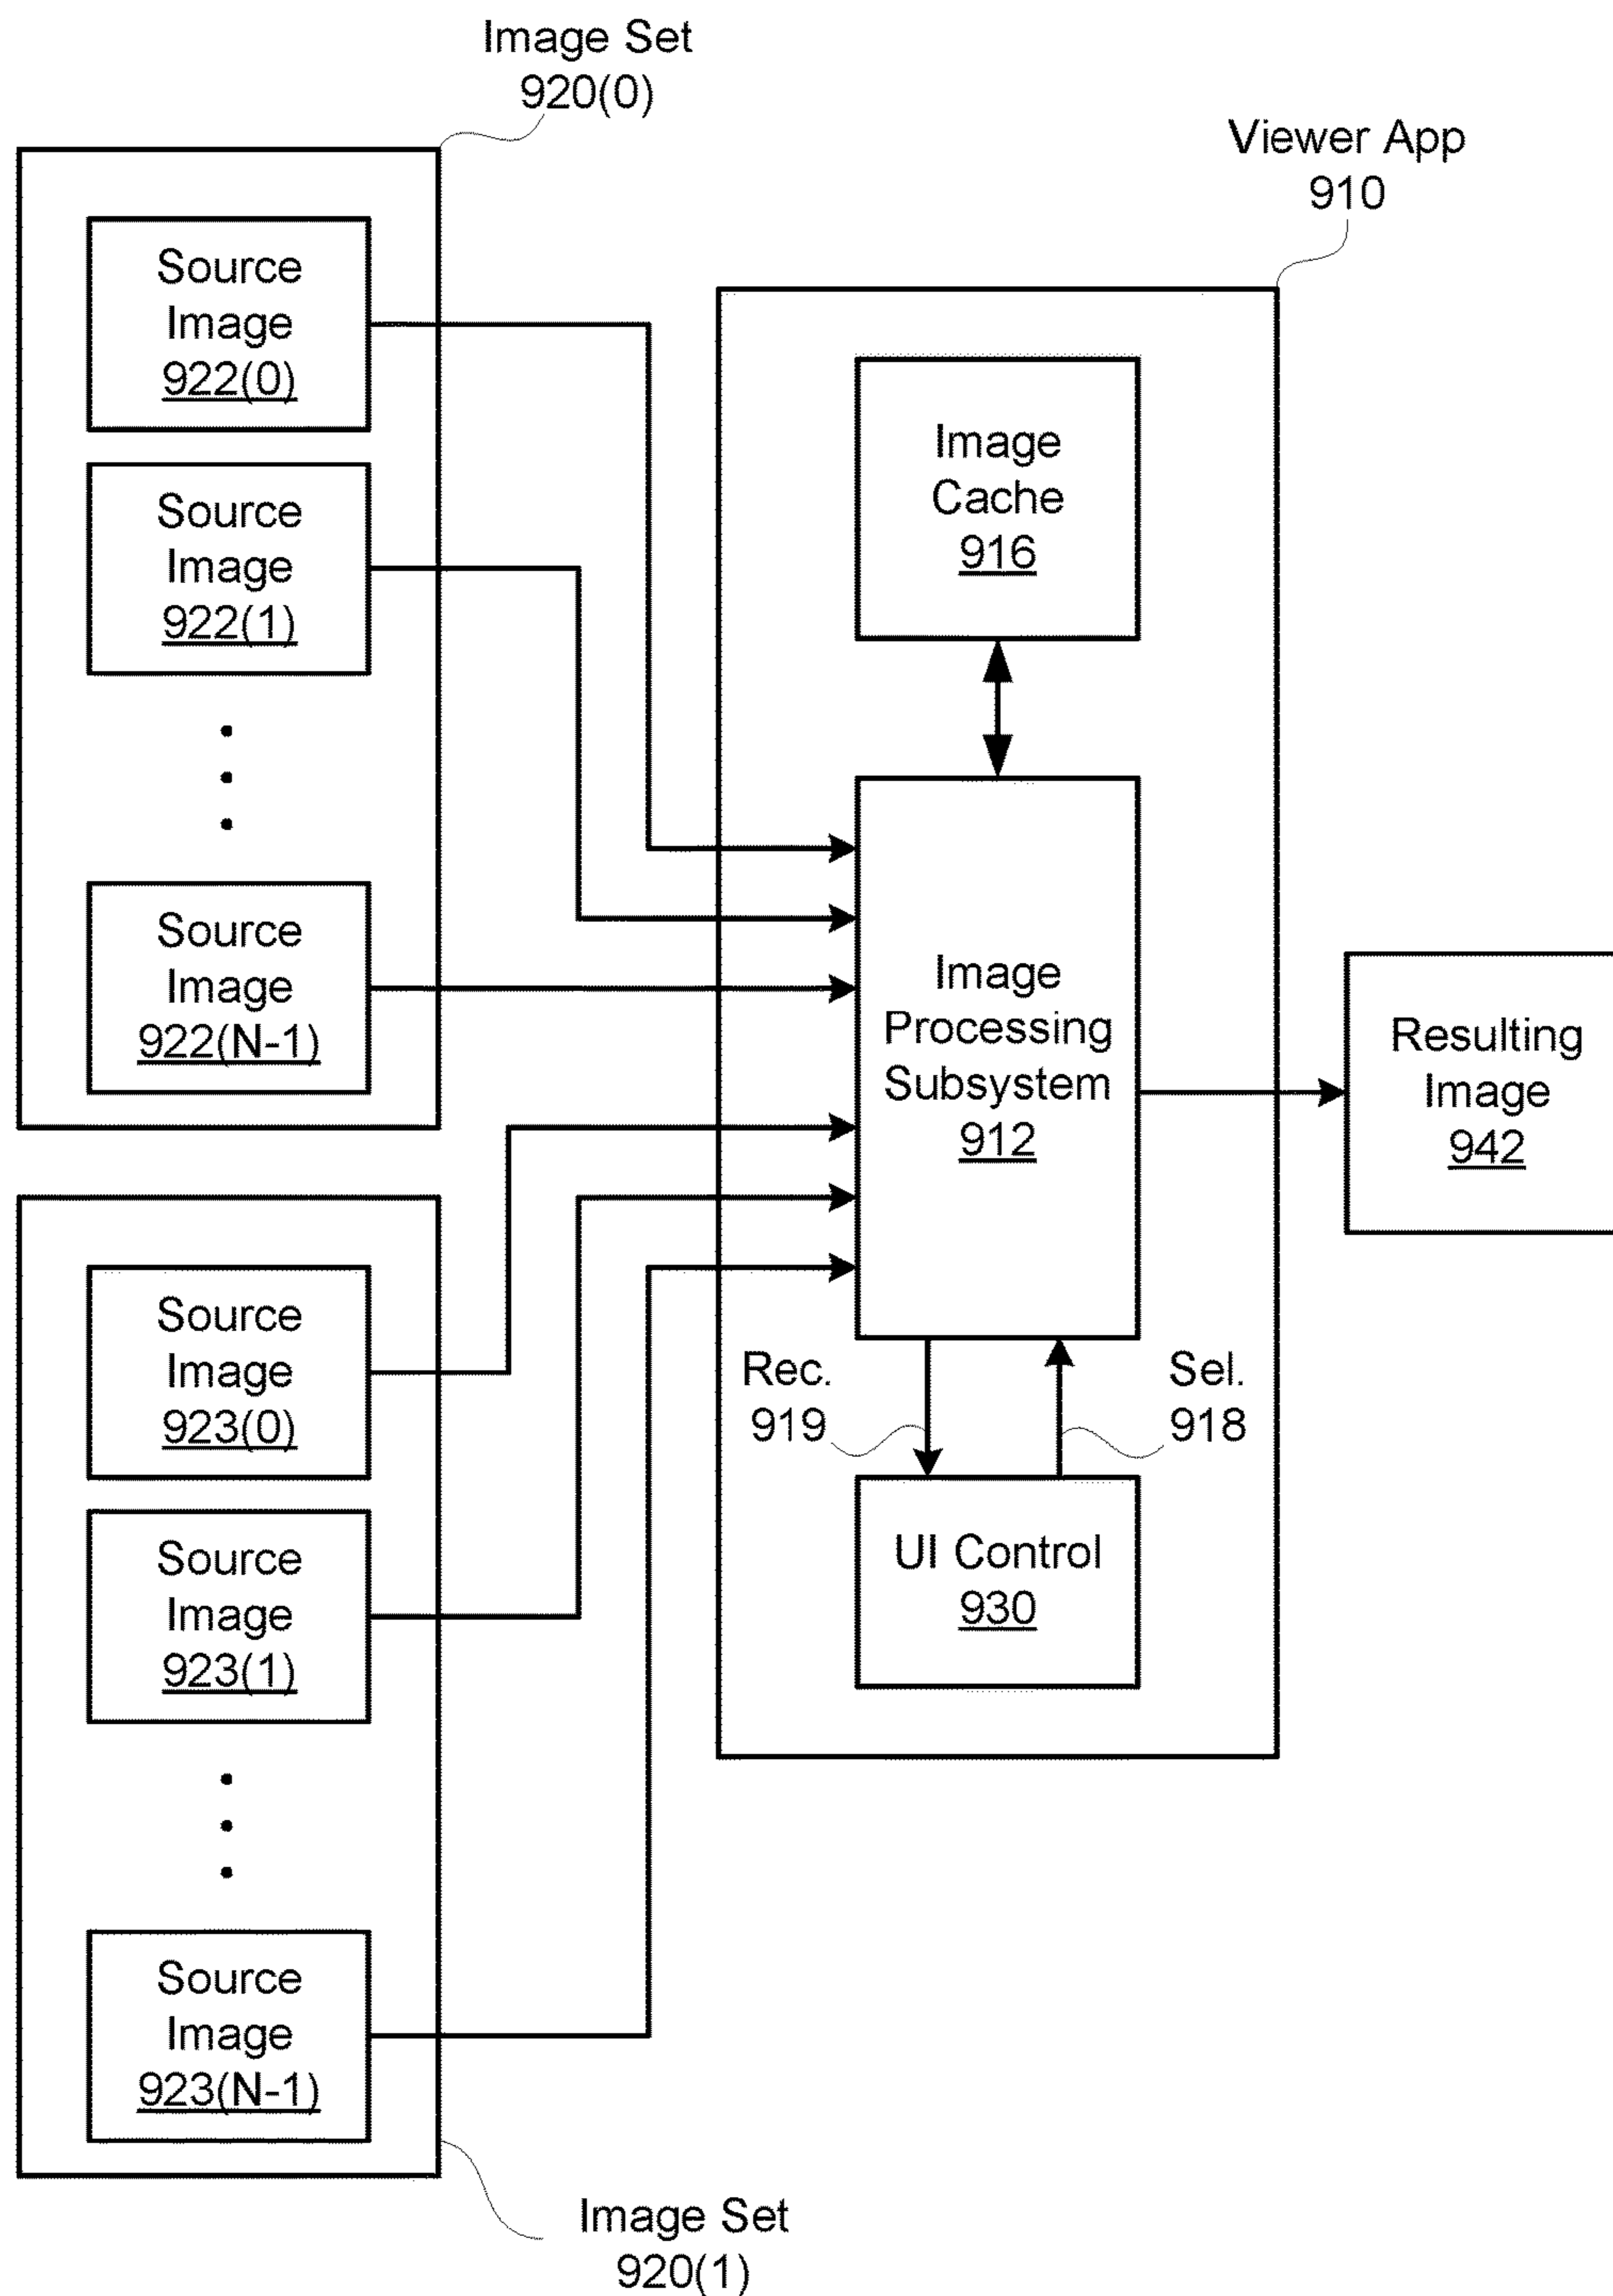 Image Set
920(0)
Viewer App
910
Source
Image
922(0)
Source
Image
922(1)
Source
Image
922(N-1)
Source
Image
923(0)
Source
Image
923(1)
Source
Image
923(N-1)
Image Set
920(1)
Image
Cache
916
Image
Processing
Subsystem
912
Rec.
919
Sel.
918
UI Control
930
Resulting
Image
942